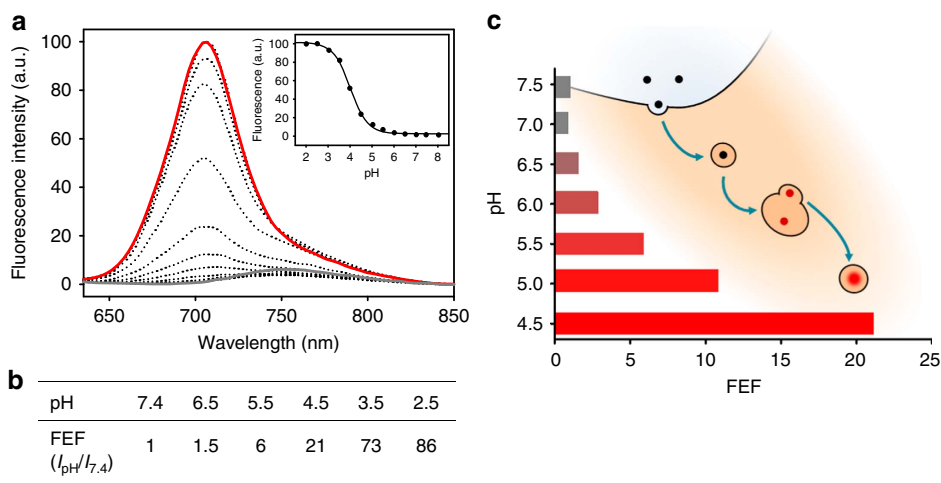 a
Fluorescence intensity (a.u.)
100
80
60
40
20
0
650
700
750
800
850
Wavelength (nm)
Fluorescence (a.u.)
100
80
60
40
20
0
2 3 4 5 6 7 8
pH
b
pH 7.4 6.5 5.5 4.5 3.5 2.5
FEF 1 1.5 6 21 73 86
(IpH/I7.4)
c
pH
7.5
7.0
6.5
6.0
5.5
5.0
4.5
0 5 10 15 20 25
FEF